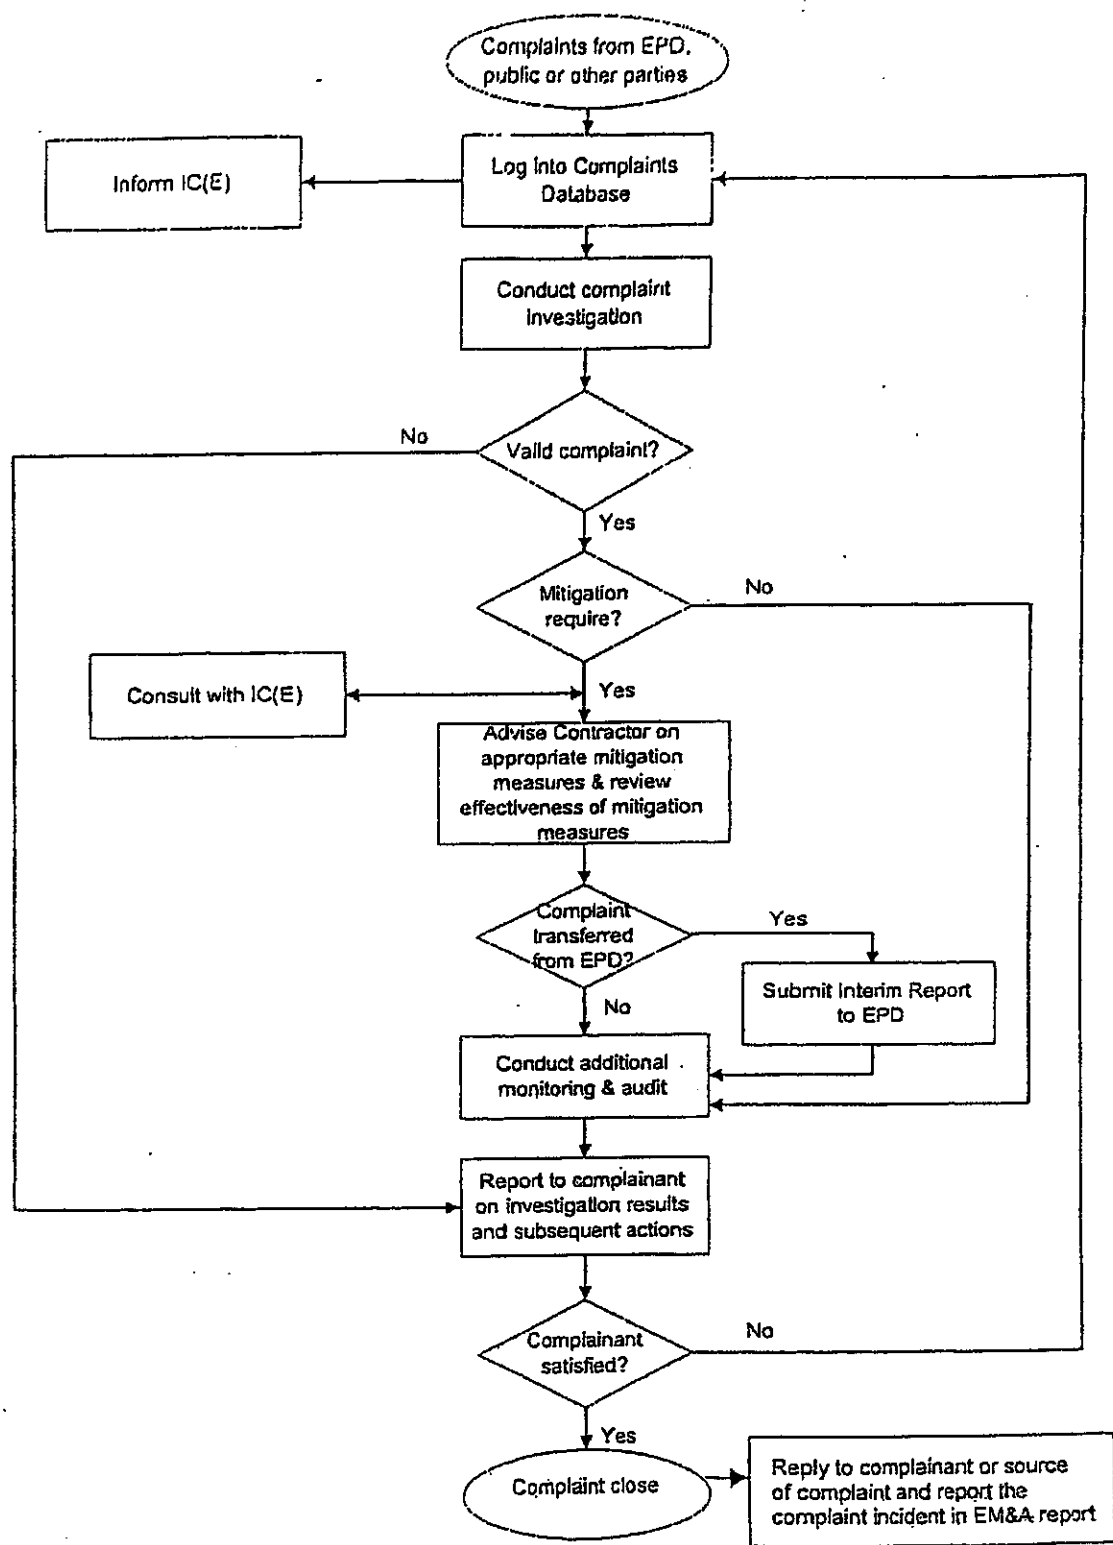 Complaints from EPD,
public or other parties
Inform IC(E)
Log into Complaints
Database
Conduct complaint
Investigation
No
Valid complaint?
Yes
Mitigation
require?
No
Consult with IC(E)
Yes
Advise Contractor on
appropriate mitigation
measures & review
effectiveness of mitigation
measures
Complaint
transferred
from EPD?
Yes
Submit Interim Report
to EPD
No
Conduct additional
monitoring & audit
Report to complainant
on investigation results
and subsequent actions
Complainant
satisfied?
No
Yes
Complaint close
Reply to complainant or source
of complaint and report the
complaint incident in EM&A report